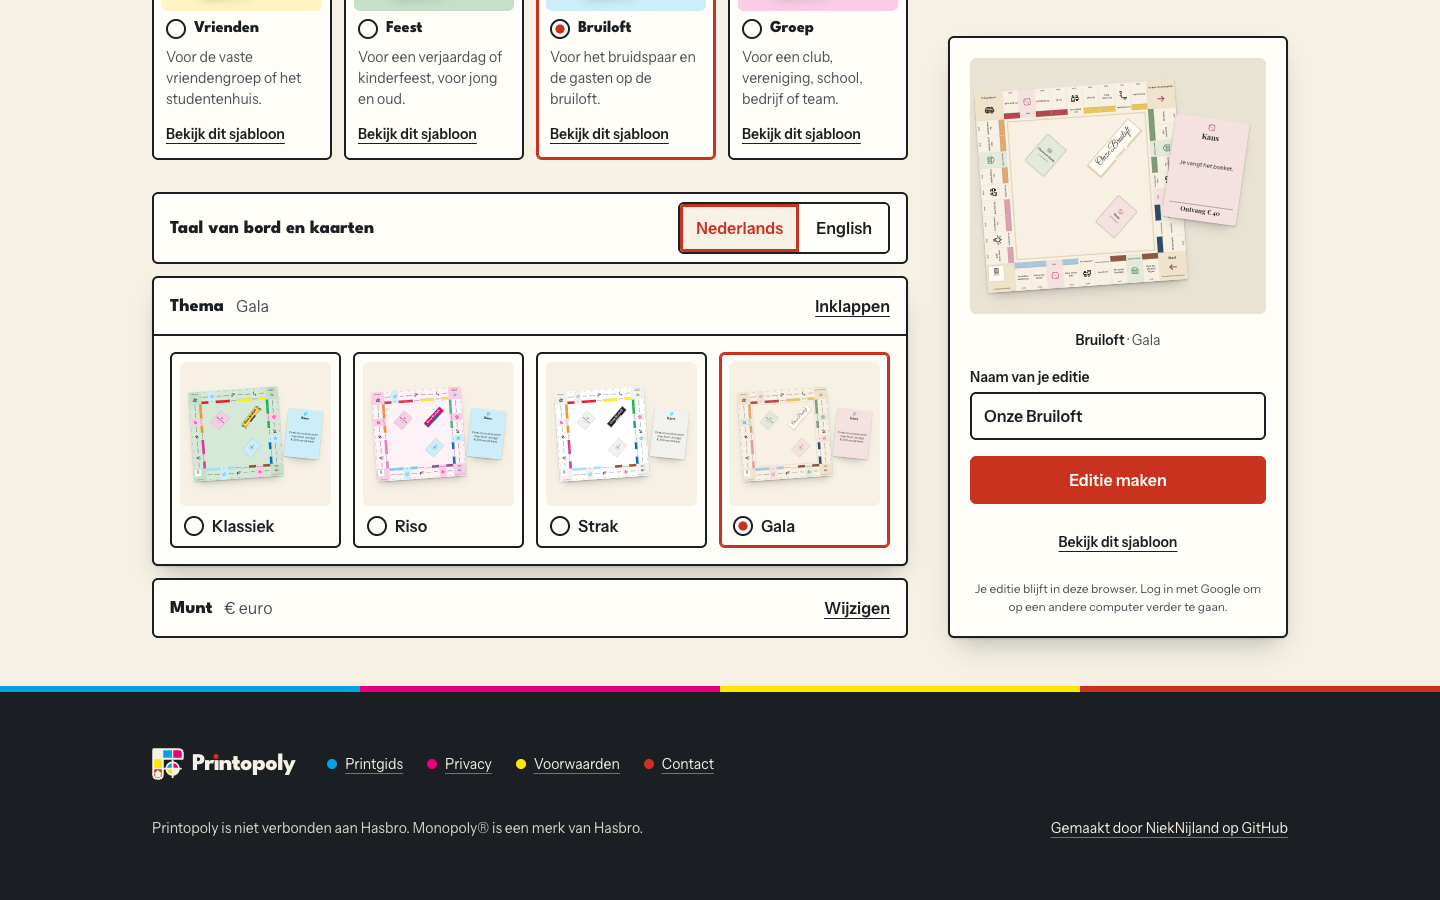 Vrienden
Voor de vaste
vriendengroep of het
studentenhuis.
Bekijk dit sjabloon
Feest
Voor een verjaardag of
kinderfeest, voor jong
en oud.
Bekijk dit sjabloon
Bruiloft
Voor het bruidspaar en
de gasten op de
bruiloft.
Bekijk dit sjabloon
Groep
Voor een club,
vereniging, school,
bedrijf of team.
Bekijk dit sjabloon
Taal van bord en kaarten
Nederlands
English
Thema Gala
Inklappen
Klassiek
Riso
Strak
Gala
Munt € euro
Wijzigen
Onze Bruiloft
Kans
Je vangt het boeket.
Ontvang € 40
Start
Bruiloft · Gala
Naam van je editie
Onze Bruiloft
Editie maken
Bekijk dit sjabloon
Je editie blijft in deze browser. Log in met Google om
op een andere computer verder te gaan.
Printopoly
Printgids
Privacy
Voorwaarden
Contact
Printopoly is niet verbonden aan Hasbro. Monopoly® is een merk van Hasbro.
Gemaakt door NiekNijland op GitHub